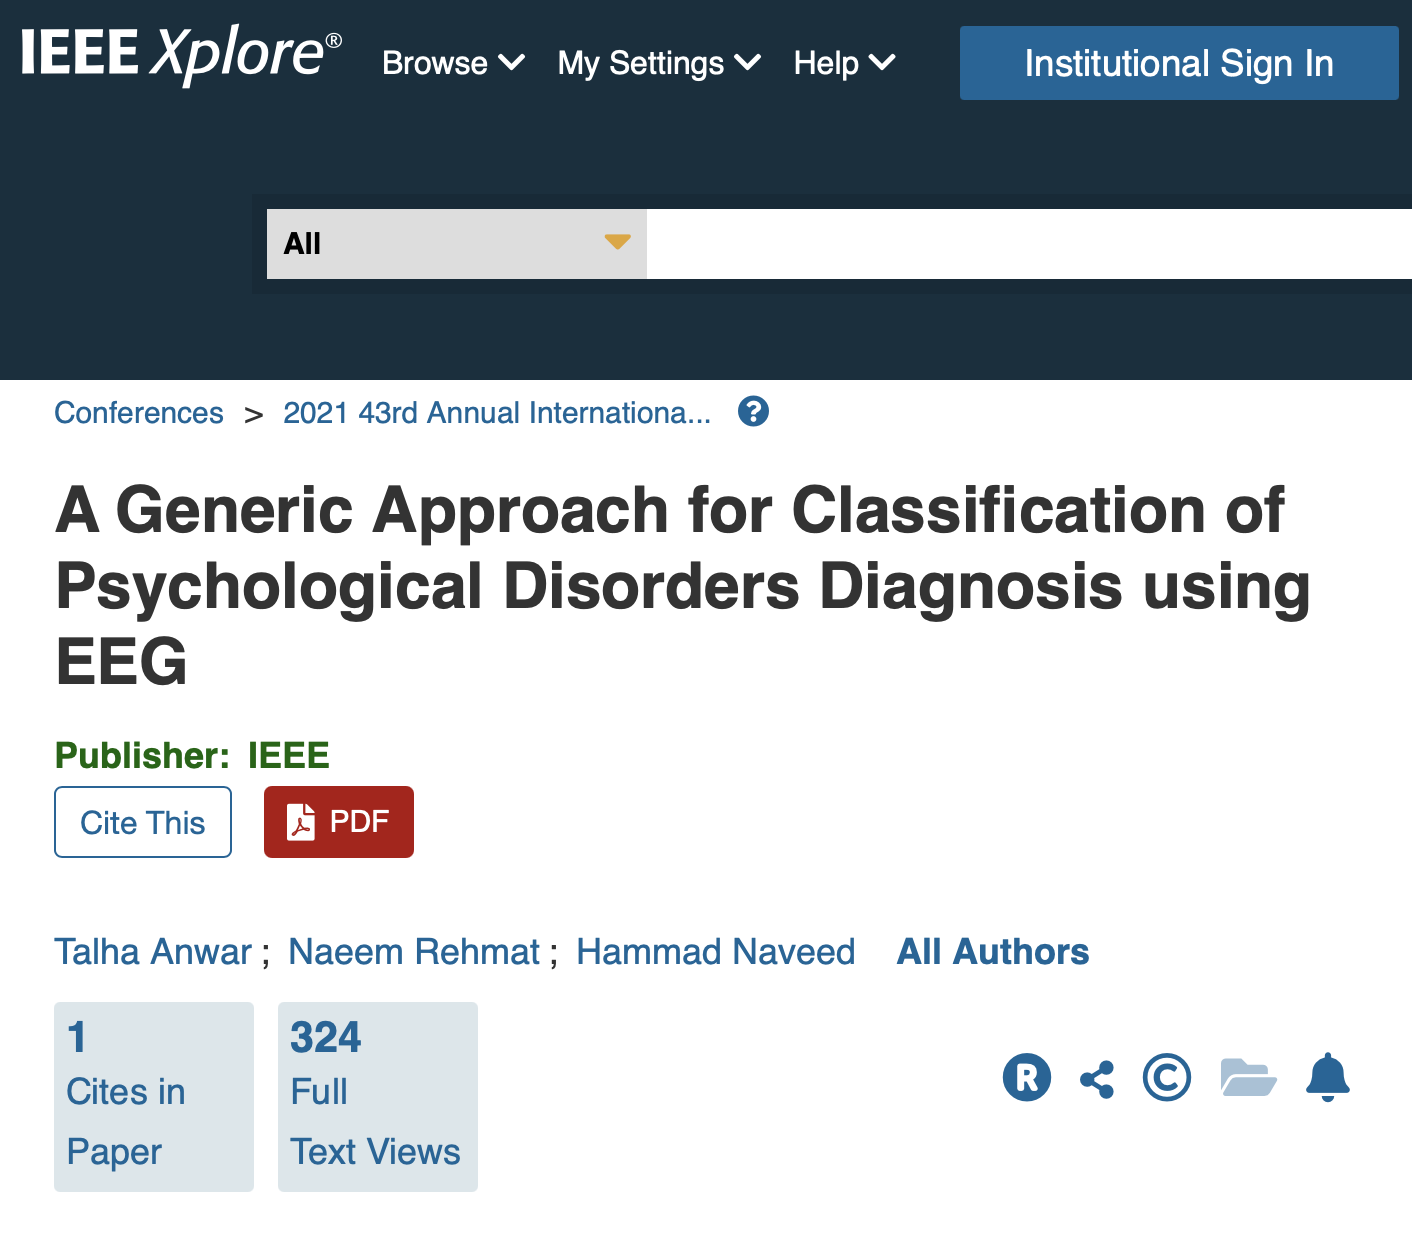 IEEE Xplore®
Browse My Settings Help Institutional Sign In
All
Conferences > 2021 43rd Annual Internationa... ?
A Generic Approach for Classification of
Psychological Disorders Diagnosis using
EEG
Publisher: IEEE
Cite This PDF
Talha Anwar ; Naeem Rehmat ; Hammad Naveed All Authors
1
Cites in
Paper
324
Full
Text Views
R ©